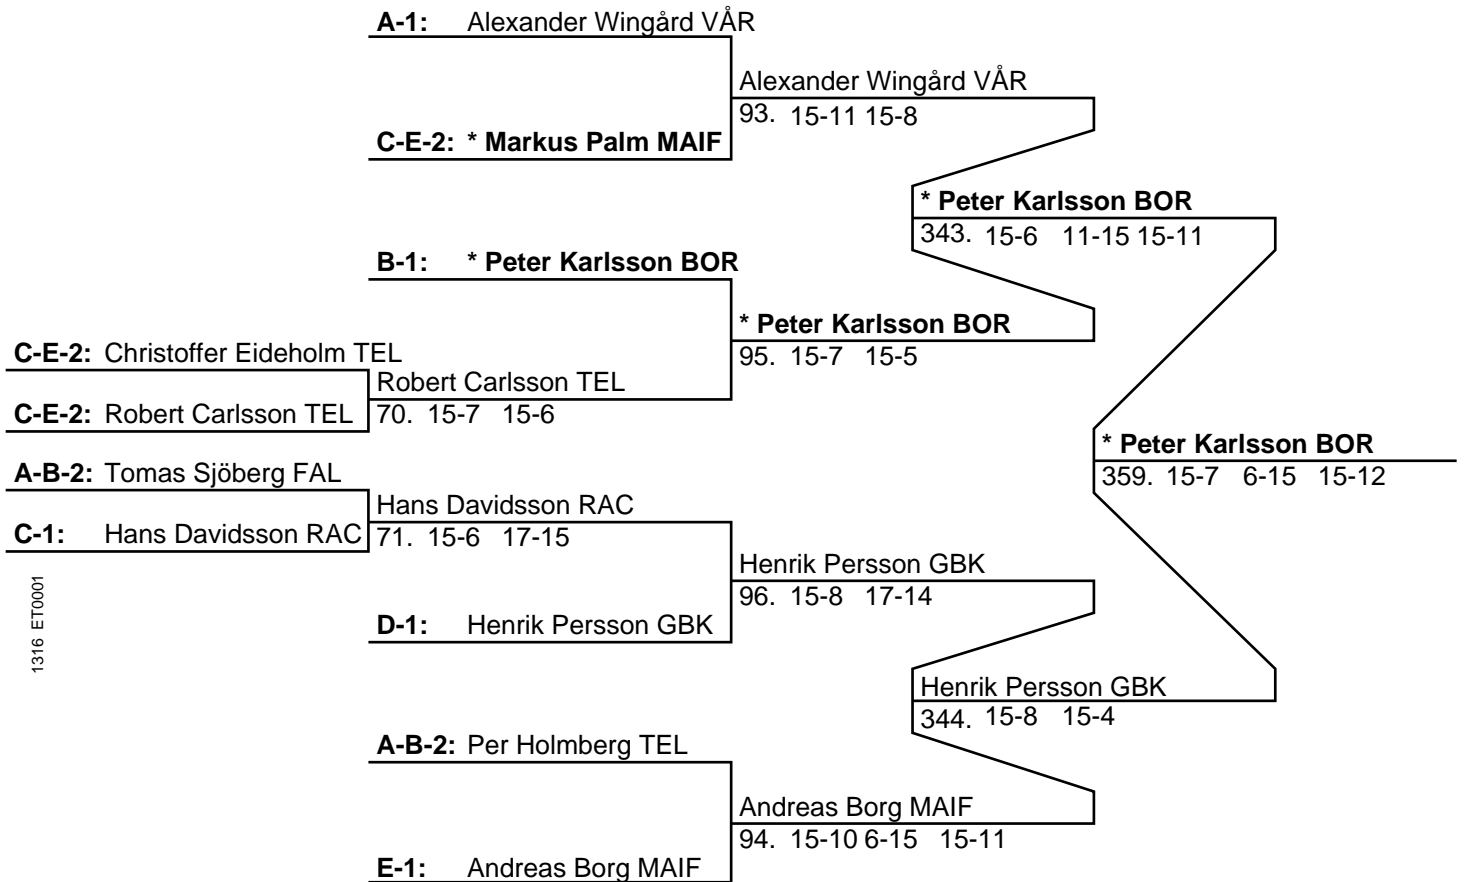 A-1: Alexander Wingård VÅR
Alexander Wingård VÅR
93. 15-11 15-8
C-E-2: * Markus Palm MAIF
* Peter Karlsson BOR
343. 15-6 11-15 15-11
B-1: * Peter Karlsson BOR
* Peter Karlsson BOR
95. 15-7 15-5
C-E-2: Christoffer Eideholm TEL
Robert Carlsson TEL
70. 15-7 15-6
C-E-2: Robert Carlsson TEL
* Peter Karlsson BOR
359. 15-7 6-15 15-12
A-B-2: Tomas Sjöberg FAL
Hans Davidsson RAC
71. 15-6 17-15
C-1: Hans Davidsson RAC
Henrik Persson GBK
96. 15-8 17-14
D-1: Henrik Persson GBK
1316 ET0001
Henrik Persson GBK
344. 15-8 15-4
A-B-2: Per Holmberg TEL
Andreas Borg MAIF
94. 15-10 6-15 15-11
E-1: Andreas Borg MAIF